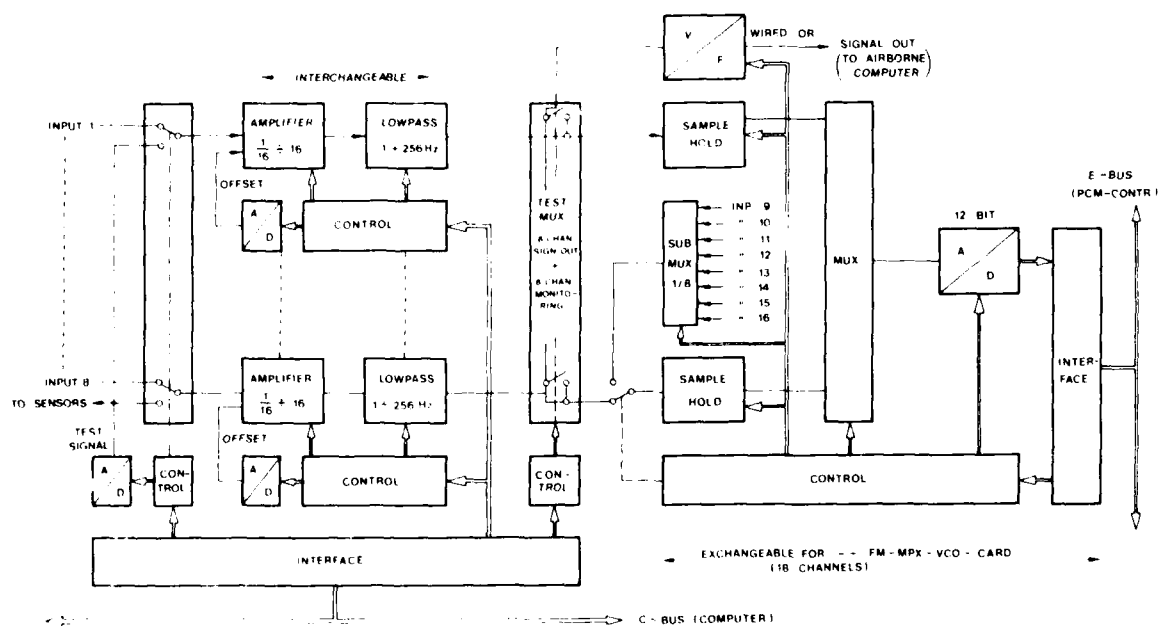 V
F
WIRED OR
SIGNAL OUT
(TO AIRBORNE
COMPUTER)
INTERCHANGEABLE
INPUT 1
AMPLIFIER
1/16 ÷ 16
LOWPASS
1 ÷ 256 Hz
OFFSET
A
D
CONTROL
TEST
MUX
8 CHAN
SIGN OUT
+
8 CHAN
MONITO-
RING
SAMPLE
HOLD
SUB
MUX
1/8
INP 9
" 10
" 11
" 12
" 13
" 14
" 15
" 16
MUX
12 BIT
A
D
E-BUS
(PCM-CONTR)
INTER-
FACE
INPUT 8
TO SENSORS
TEST
SIGNAL
AMPLIFIER
1/16 ÷ 16
LOWPASS
1 ÷ 256 Hz
OFFSET
SAMPLE
HOLD
A
D
CON-
TROL
A
D
CONTROL
CON-
TROL
CONTROL
INTERFACE
EXCHANGEABLE FOR -- FM-MPX-VCO-CARD
(18 CHANNELS)
C-BUS (COMPUTER)